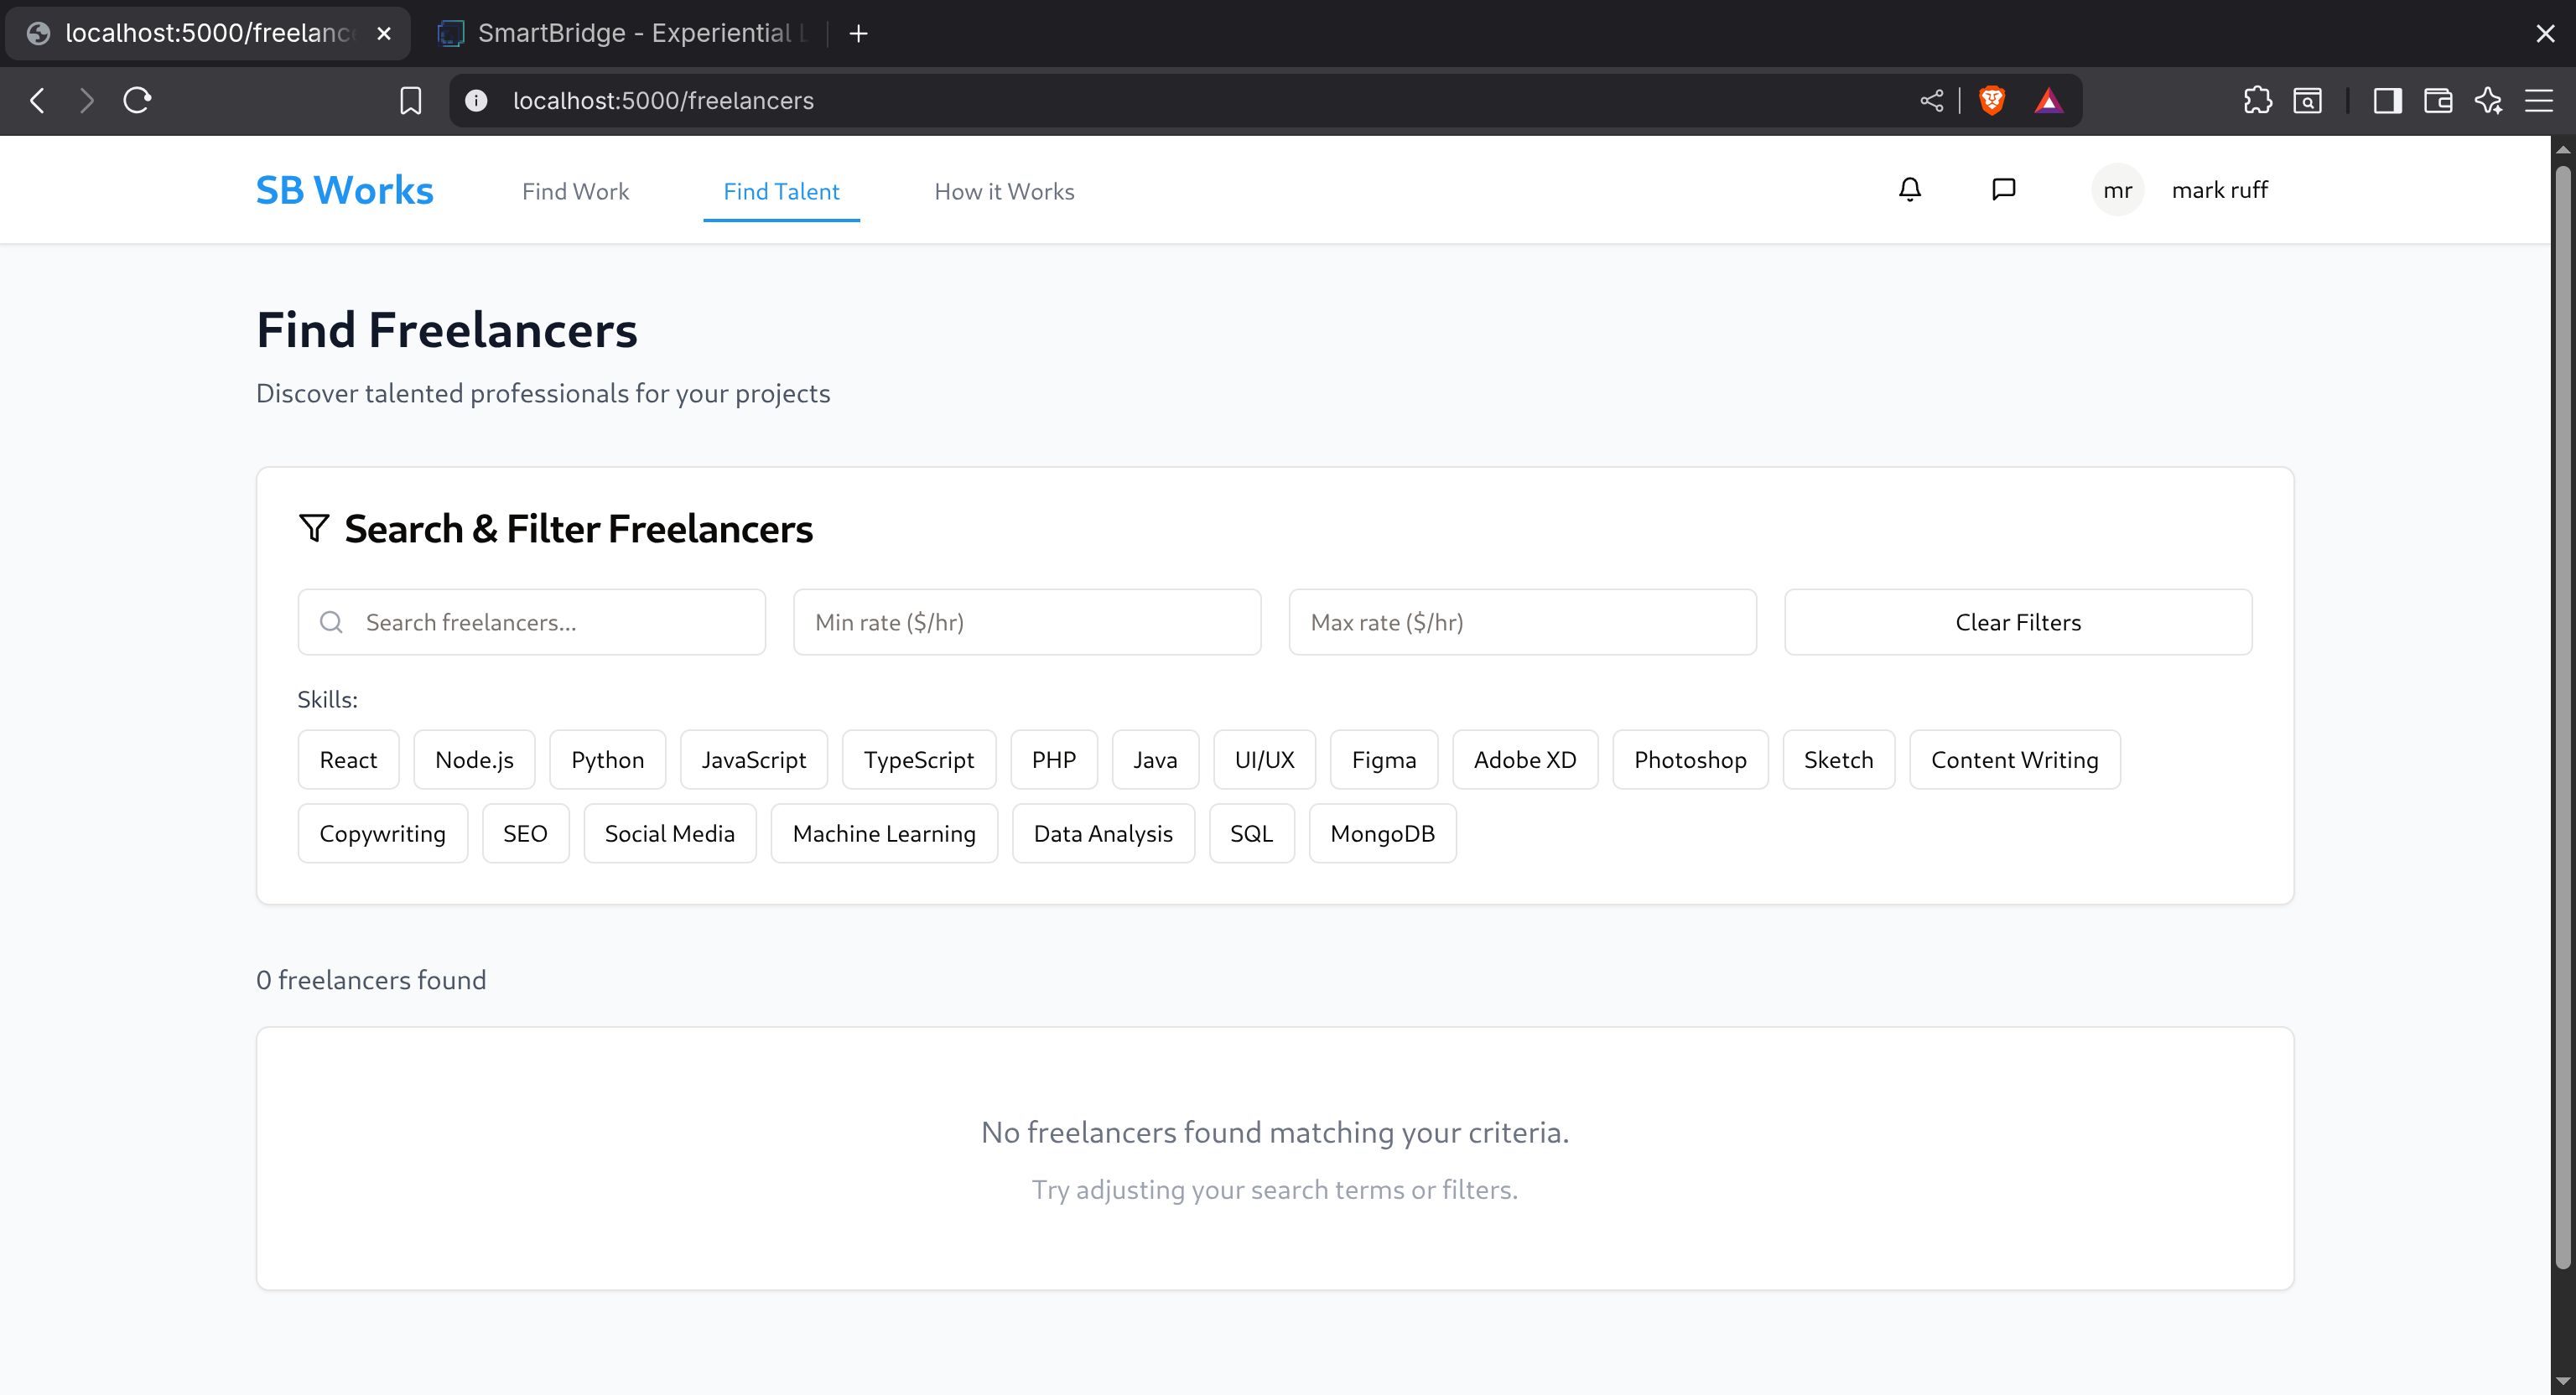 localhost:5000/freelanc
SmartBridge - Experiential
localhost:5000/freelancers
SB Works
Find Work
Find Talent
How it Works
mr
mark ruff
Find Freelancers
Discover talented professionals for your projects
Search & Filter Freelancers
Search freelancers...
Min rate ($/hr)
Max rate ($/hr)
Clear Filters
Skills:
React
Node.js
Python
JavaScript
TypeScript
PHP
Java
UI/UX
Figma
Adobe XD
Photoshop
Sketch
Content Writing
Copywriting
SEO
Social Media
Machine Learning
Data Analysis
SQL
MongoDB
0 freelancers found
No freelancers found matching your criteria.
Try adjusting your search terms or filters.